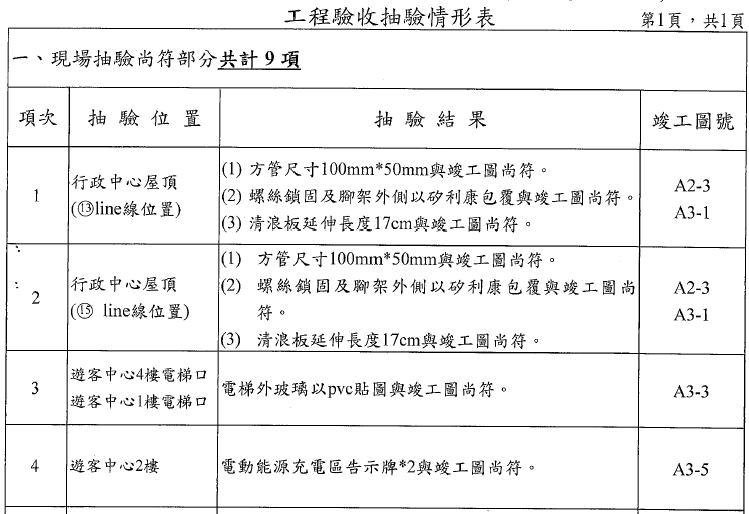 工程驗收抽驗情形表
第1頁，共1頁
一、現場抽驗尚符部分共計9項
項次 抽驗位置 抽驗結果 竣工圖號
1
行政中心屋頂
(⑬line線位置)
(1) 方管尺寸100mm*50mm與竣工圖尚符。
(2) 螺絲鎖固及腳架外側以矽利康包覆與竣工圖尚符。
(3) 清浪板延伸長度17cm與竣工圖尚符。
A2-3
A3-1
2
行政中心屋頂
(⑮ line線位置)
(1) 方管尺寸100mm*50mm與竣工圖尚符。
(2) 螺絲鎖固及腳架外側以矽利康包覆與竣工圖尚
符。
(3) 清浪板延伸長度17cm與竣工圖尚符。
A2-3
A3-1
3
遊客中心4樓電梯口
遊客中心1樓電梯口
電梯外玻璃以pvc貼圖與竣工圖尚符。
A3-3
4
遊客中心2樓
電動能源充電區告示牌*2與竣工圖尚符。
A3-5